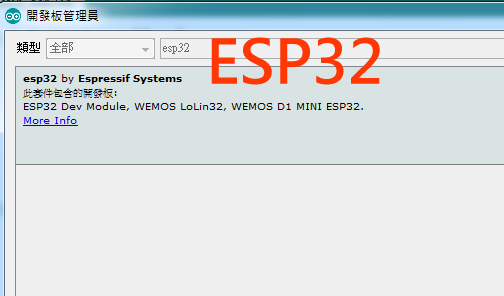 開發板管理員
類型 全部 esp32
ESP32
esp32 by Espressif Systems
此套件包含的開發板:
ESP32 Dev Module, WEMOS LoLin32, WEMOS D1 MINI ESP32.
More Info